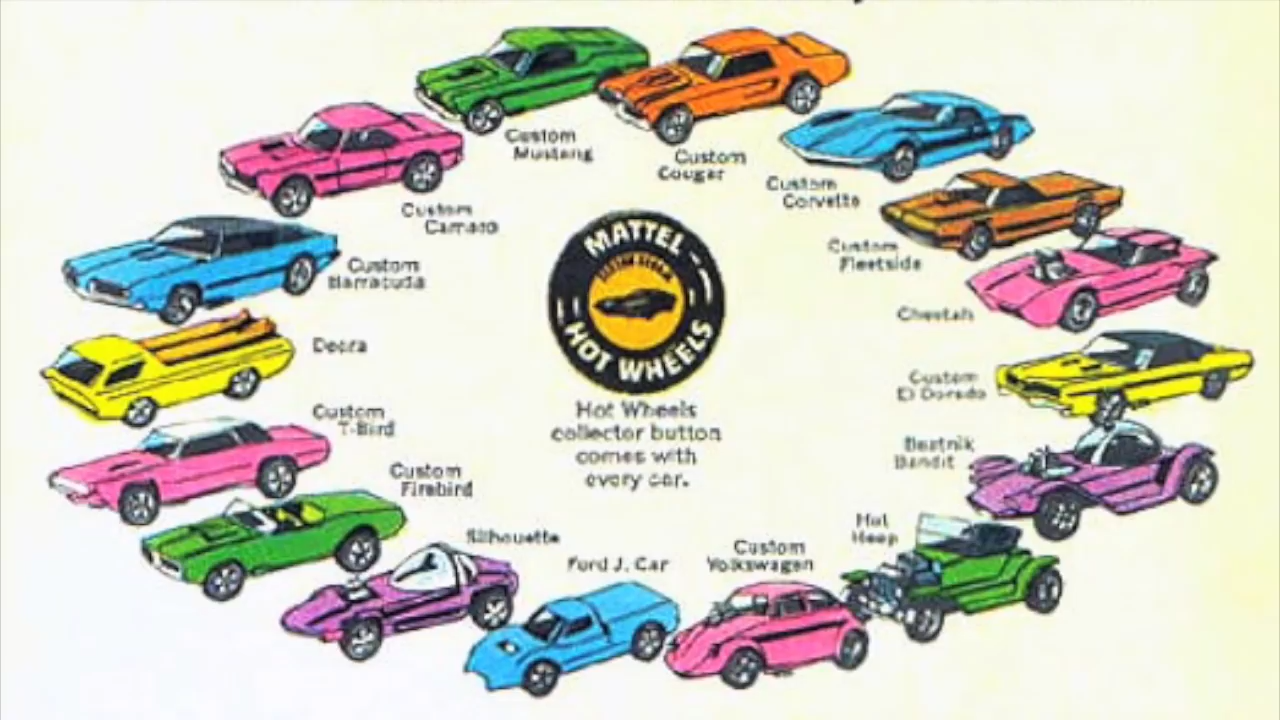 Custom
Mustang
Custom
Cougar
Custom
Camaro
Custom
Corvette
Custom
Fleetside
Custom
Barracuda
Cheetah
Deora
Custom
El Dorado
Custom
T-Bird
Beatnik
Bandit
Custom
Firebird
Silhouette
Ford J. Car
Custom
Volkswagen
Hot
Heap
MATTEL
HOT WHEELS
Hot Wheels
collector button
comes with
every car.